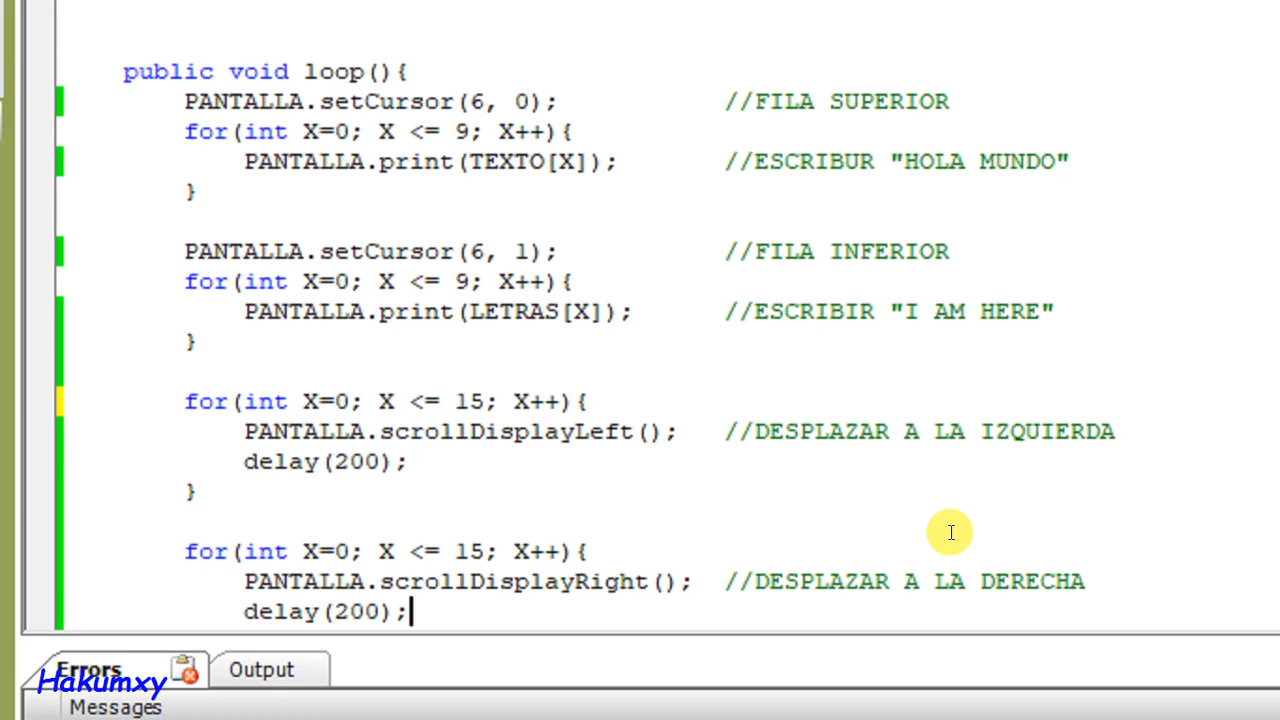 public void loop(){
PANTALLA.setCursor(6, 0); //FILA SUPERIOR
for(int X=0; X <= 9; X++){
PANTALLA.print(TEXTO[X]); //ESCRIBUR "HOLA MUNDO"
}
PANTALLA.setCursor(6, 1); //FILA INFERIOR
for(int X=0; X <= 9; X++){
PANTALLA.print(LETRAS[X]); //ESCRIBIR "I AM HERE"
}
for(int X=0; X <= 15; X++){
PANTALLA.scrollDisplayLeft(); //DESPLAZAR A LA IZQUIERDA
delay(200);
}
for(int X=0; X <= 15; X++){
PANTALLA.scrollDisplayRight(); //DESPLAZAR A LA DERECHA
delay(200);
Errors Output
Hakumxy
Messages